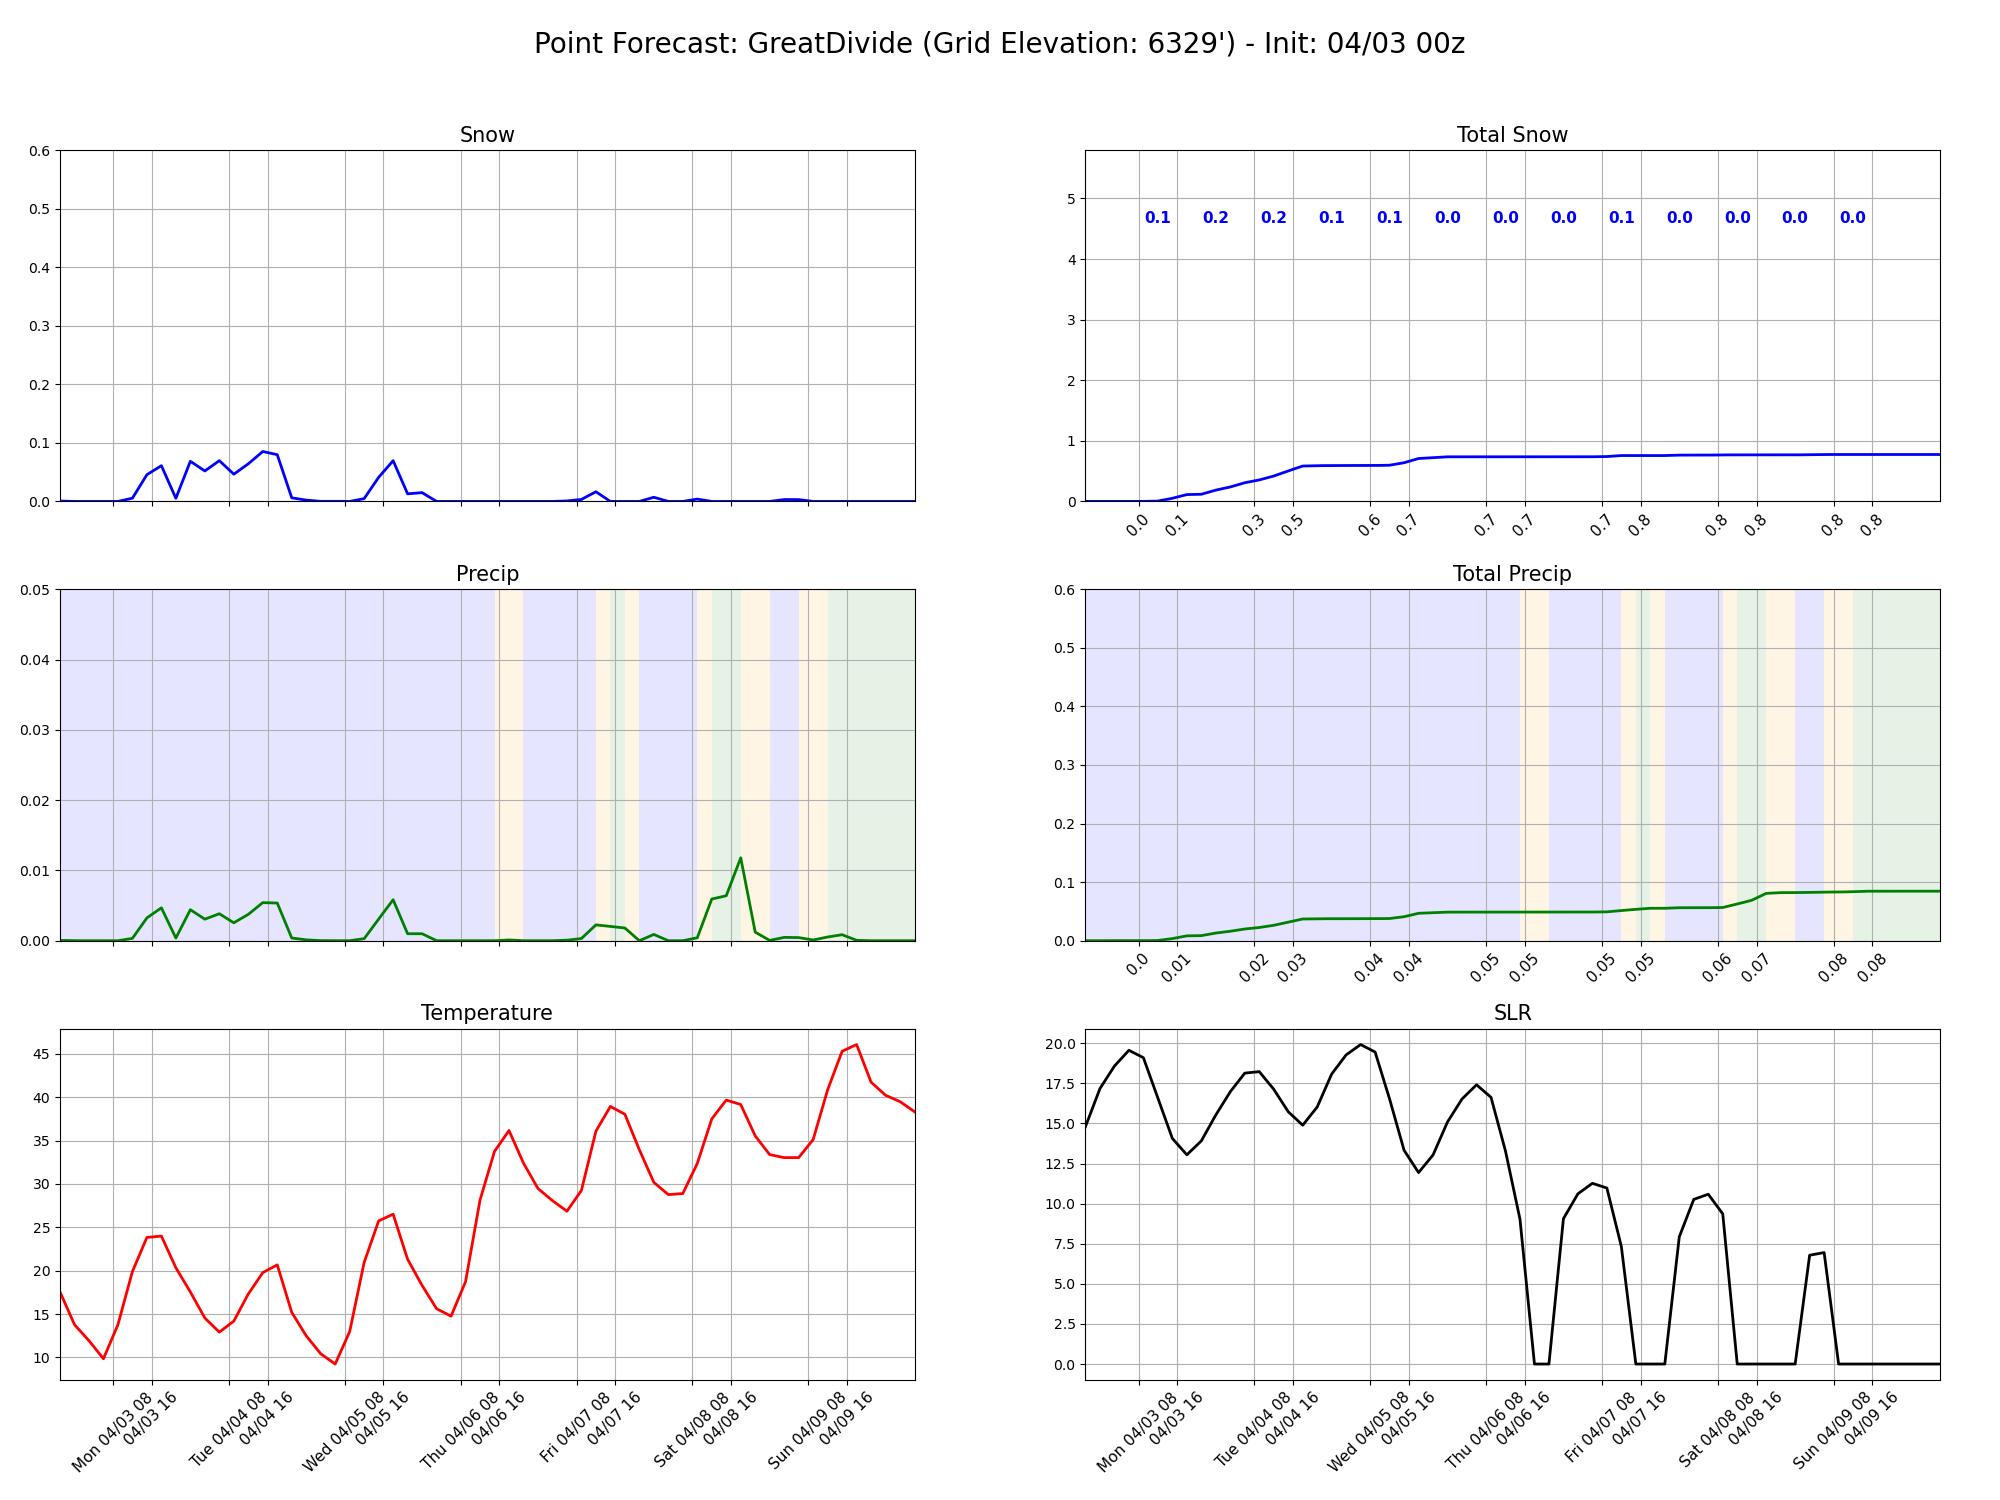 Point Forecast: GreatDivide (Grid Elevation: 6329') - Init: 04/03 00z
Snow
0.6
0.5
0.4
0.3
0.2
0.1
0.0
Total Snow
5
4
3
2
1
0
0.1 0.2 0.2 0.1 0.1 0.0 0.0 0.0 0.1 0.0 0.0 0.0 0.0
0.0 0.1 0.3 0.5 0.6 0.7 0.7 0.7 0.7 0.8 0.8 0.8 0.8 0.8
Precip
0.05
0.04
0.03
0.02
0.01
0.00
Total Precip
0.6
0.5
0.4
0.3
0.2
0.1
0.0
0.0 0.01 0.02 0.03 0.04 0.04 0.05 0.05 0.05 0.05 0.06 0.07 0.08 0.08
Temperature
45
40
35
30
25
20
15
10
Mon 04/03 08
04/03 16
Tue 04/04 08
04/04 16
Wed 04/05 08
04/05 16
Thu 04/06 08
04/06 16
Fri 04/07 08
04/07 16
Sat 04/08 08
04/08 16
Sun 04/09 08
04/09 16
SLR
20.0
17.5
15.0
12.5
10.0
7.5
5.0
2.5
0.0
Mon 04/03 08
04/03 16
Tue 04/04 08
04/04 16
Wed 04/05 08
04/05 16
Thu 04/06 08
04/06 16
Fri 04/07 08
04/07 16
Sat 04/08 08
04/08 16
Sun 04/09 08
04/09 16